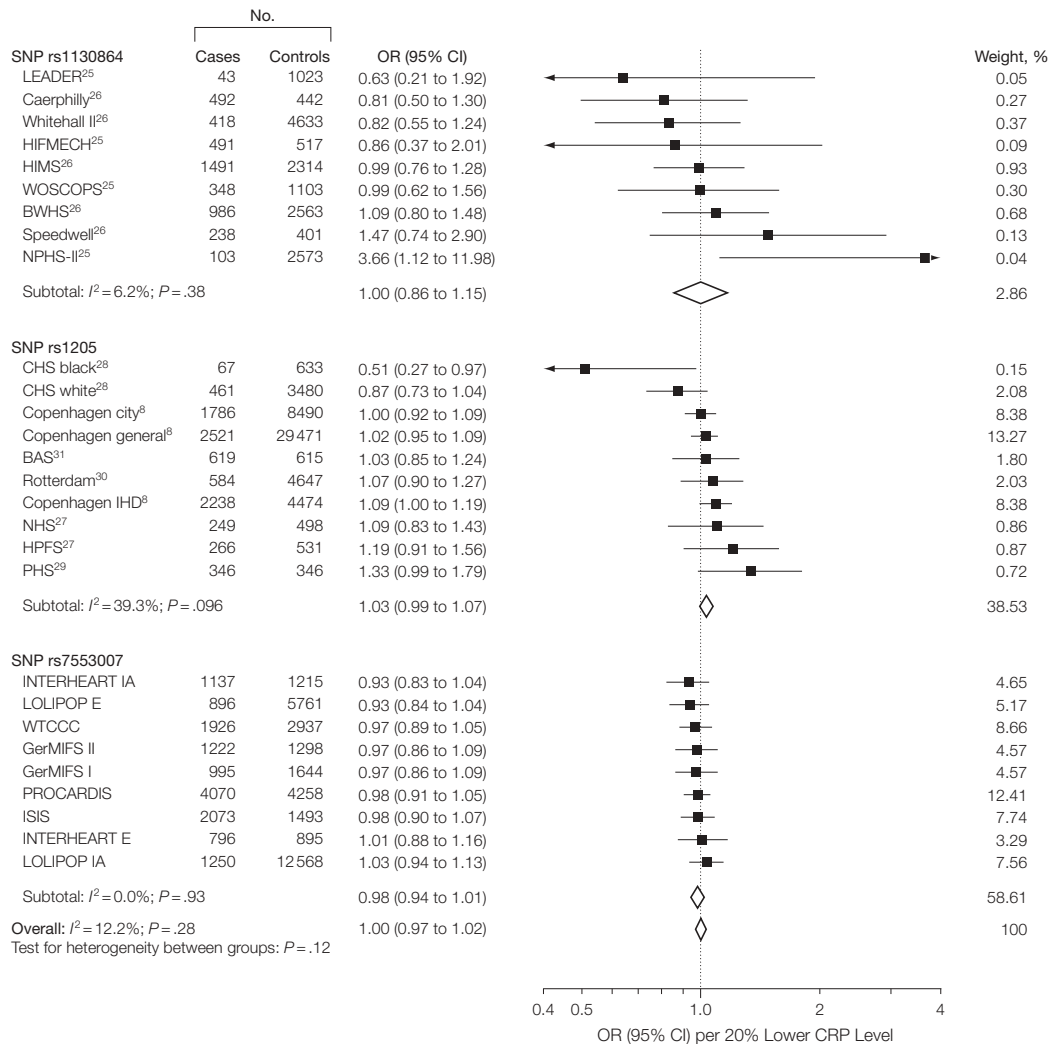 No.
SNP rs1130864 Cases Controls OR (95% CI) Weight, %
LEADER25 43 1023 0.63 (0.21 to 1.92) 0.05
Caerphilly26 492 442 0.81 (0.50 to 1.30) 0.27
Whitehall II26 418 4633 0.82 (0.55 to 1.24) 0.37
HIFMECH25 491 517 0.86 (0.37 to 2.01) 0.09
HIMS26 1491 2314 0.99 (0.76 to 1.28) 0.93
WOSCOPS25 348 1103 0.99 (0.62 to 1.56) 0.30
BWHS26 986 2563 1.09 (0.80 to 1.48) 0.68
Speedwell26 238 401 1.47 (0.74 to 2.90) 0.13
NPHS-II25 103 2573 3.66 (1.12 to 11.98) 0.04
Subtotal: I2 = 6.2%; P = .38 1.00 (0.86 to 1.15) 2.86
SNP rs1205
CHS black28 67 633 0.51 (0.27 to 0.97) 0.15
CHS white28 461 3480 0.87 (0.73 to 1.04) 2.08
Copenhagen city8 1786 8490 1.00 (0.92 to 1.09) 8.38
Copenhagen general8 2521 29 471 1.02 (0.95 to 1.09) 13.27
BAS31 619 615 1.03 (0.85 to 1.24) 1.80
Rotterdam30 584 4647 1.07 (0.90 to 1.27) 2.03
Copenhagen IHD8 2238 4474 1.09 (1.00 to 1.19) 8.38
NHS27 249 498 1.09 (0.83 to 1.43) 0.86
HPFS27 266 531 1.19 (0.91 to 1.56) 0.87
PHS29 346 346 1.33 (0.99 to 1.79) 0.72
Subtotal: I2 = 39.3%; P = .096 1.03 (0.99 to 1.07) 38.53
SNP rs7553007
INTERHEART IA 1137 1215 0.93 (0.83 to 1.04) 4.65
LOLIPOP E 896 5761 0.93 (0.84 to 1.04) 5.17
WTCCC 1926 2937 0.97 (0.89 to 1.05) 8.66
GerMIFS II 1222 1298 0.97 (0.86 to 1.09) 4.57
GerMIFS I 995 1644 0.97 (0.86 to 1.09) 4.57
PROCARDIS 4070 4258 0.98 (0.91 to 1.05) 12.41
ISIS 2073 1493 0.98 (0.90 to 1.07) 7.74
INTERHEART E 796 895 1.01 (0.88 to 1.16) 3.29
LOLIPOP IA 1250 12 568 1.03 (0.94 to 1.13) 7.56
Subtotal: I2 = 0.0%; P = .93 0.98 (0.94 to 1.01) 58.61
Overall: I2 = 12.2%; P = .28 1.00 (0.97 to 1.02) 100
Test for heterogeneity between groups: P = .12
0.4 0.5 1.0 2 4
OR (95% CI) per 20% Lower CRP Level